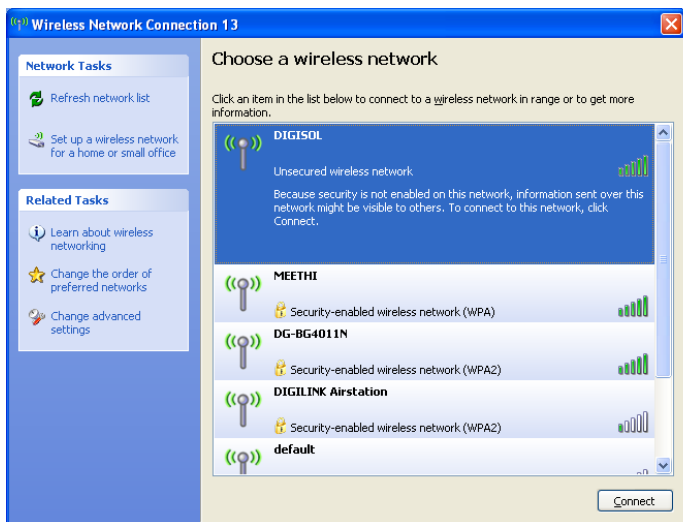 Wireless Network Connection 13
Network Tasks
Refresh network list
Set up a wireless network
for a home or small office
Related Tasks
Learn about wireless
networking
Change the order of
preferred networks
Change advanced
settings
Choose a wireless network
Click an item in the list below to connect to a wireless network in range or to get more
information.
DIGISOL
Unsecured wireless network
Because security is not enabled on this network, information sent over this
network might be visible to others. To connect to this network, click
Connect.
MEETHI
Security-enabled wireless network (WPA)
DG-BG4011N
Security-enabled wireless network (WPA2)
DIGILINK Airstation
Security-enabled wireless network (WPA2)
default
Connect